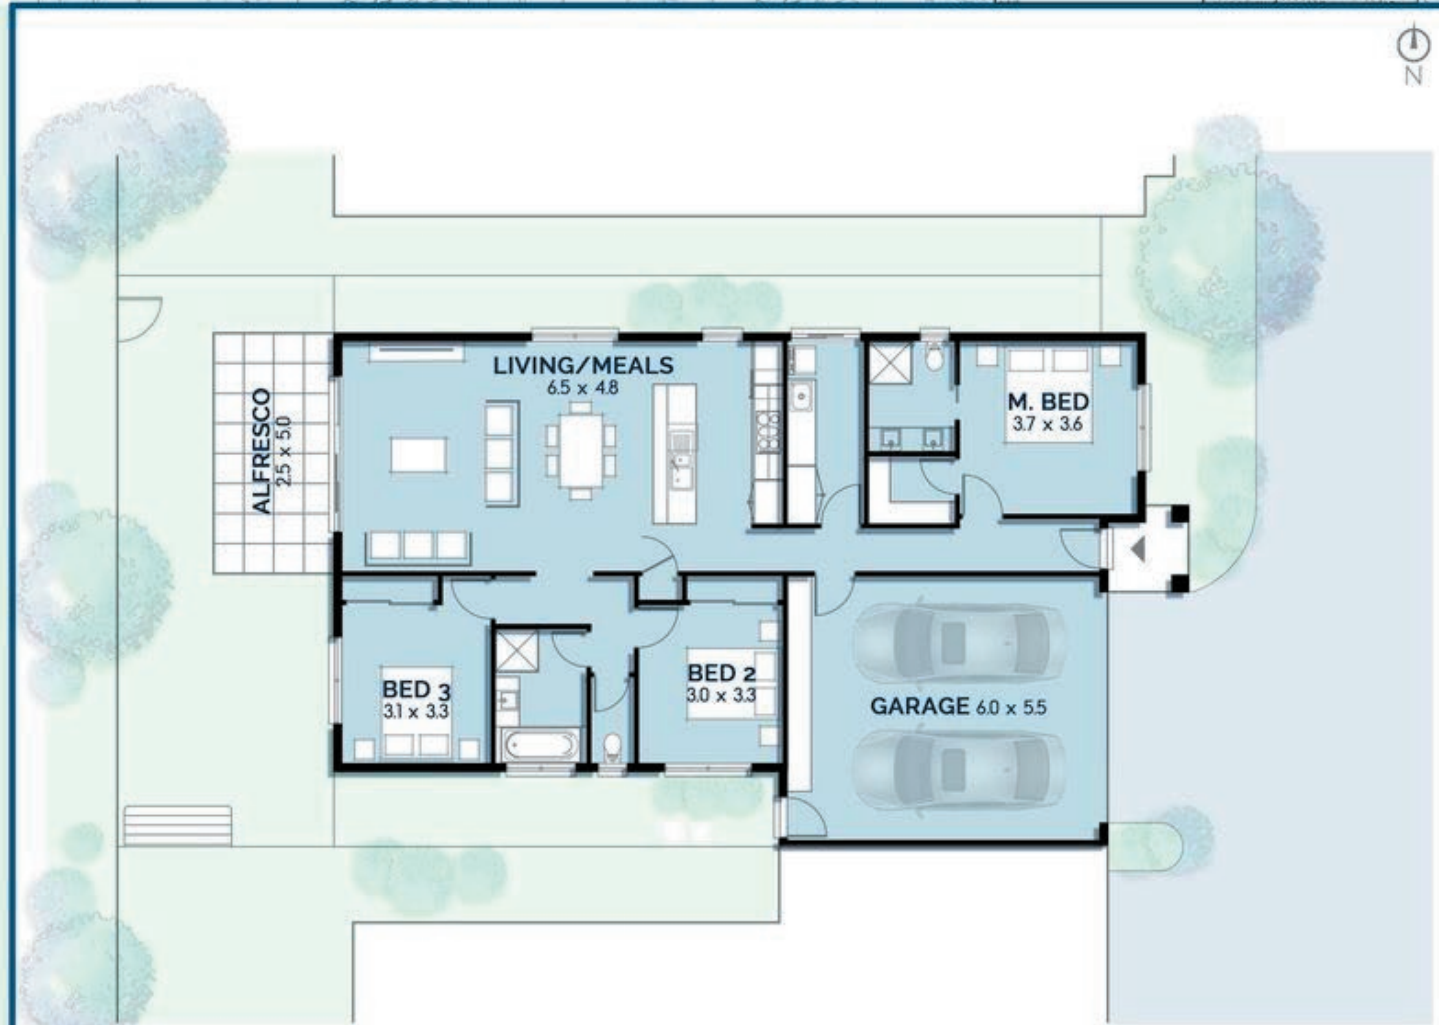 N
LIVING/MEALS
6.5 x 4.8
M. BED
3.7 x 3.6
ALFRESCO
2.5 x 5.0
BED 3
3.1 x 3.3
BED 2
3.0 x 3.3
GARAGE 6.0 x 5.5